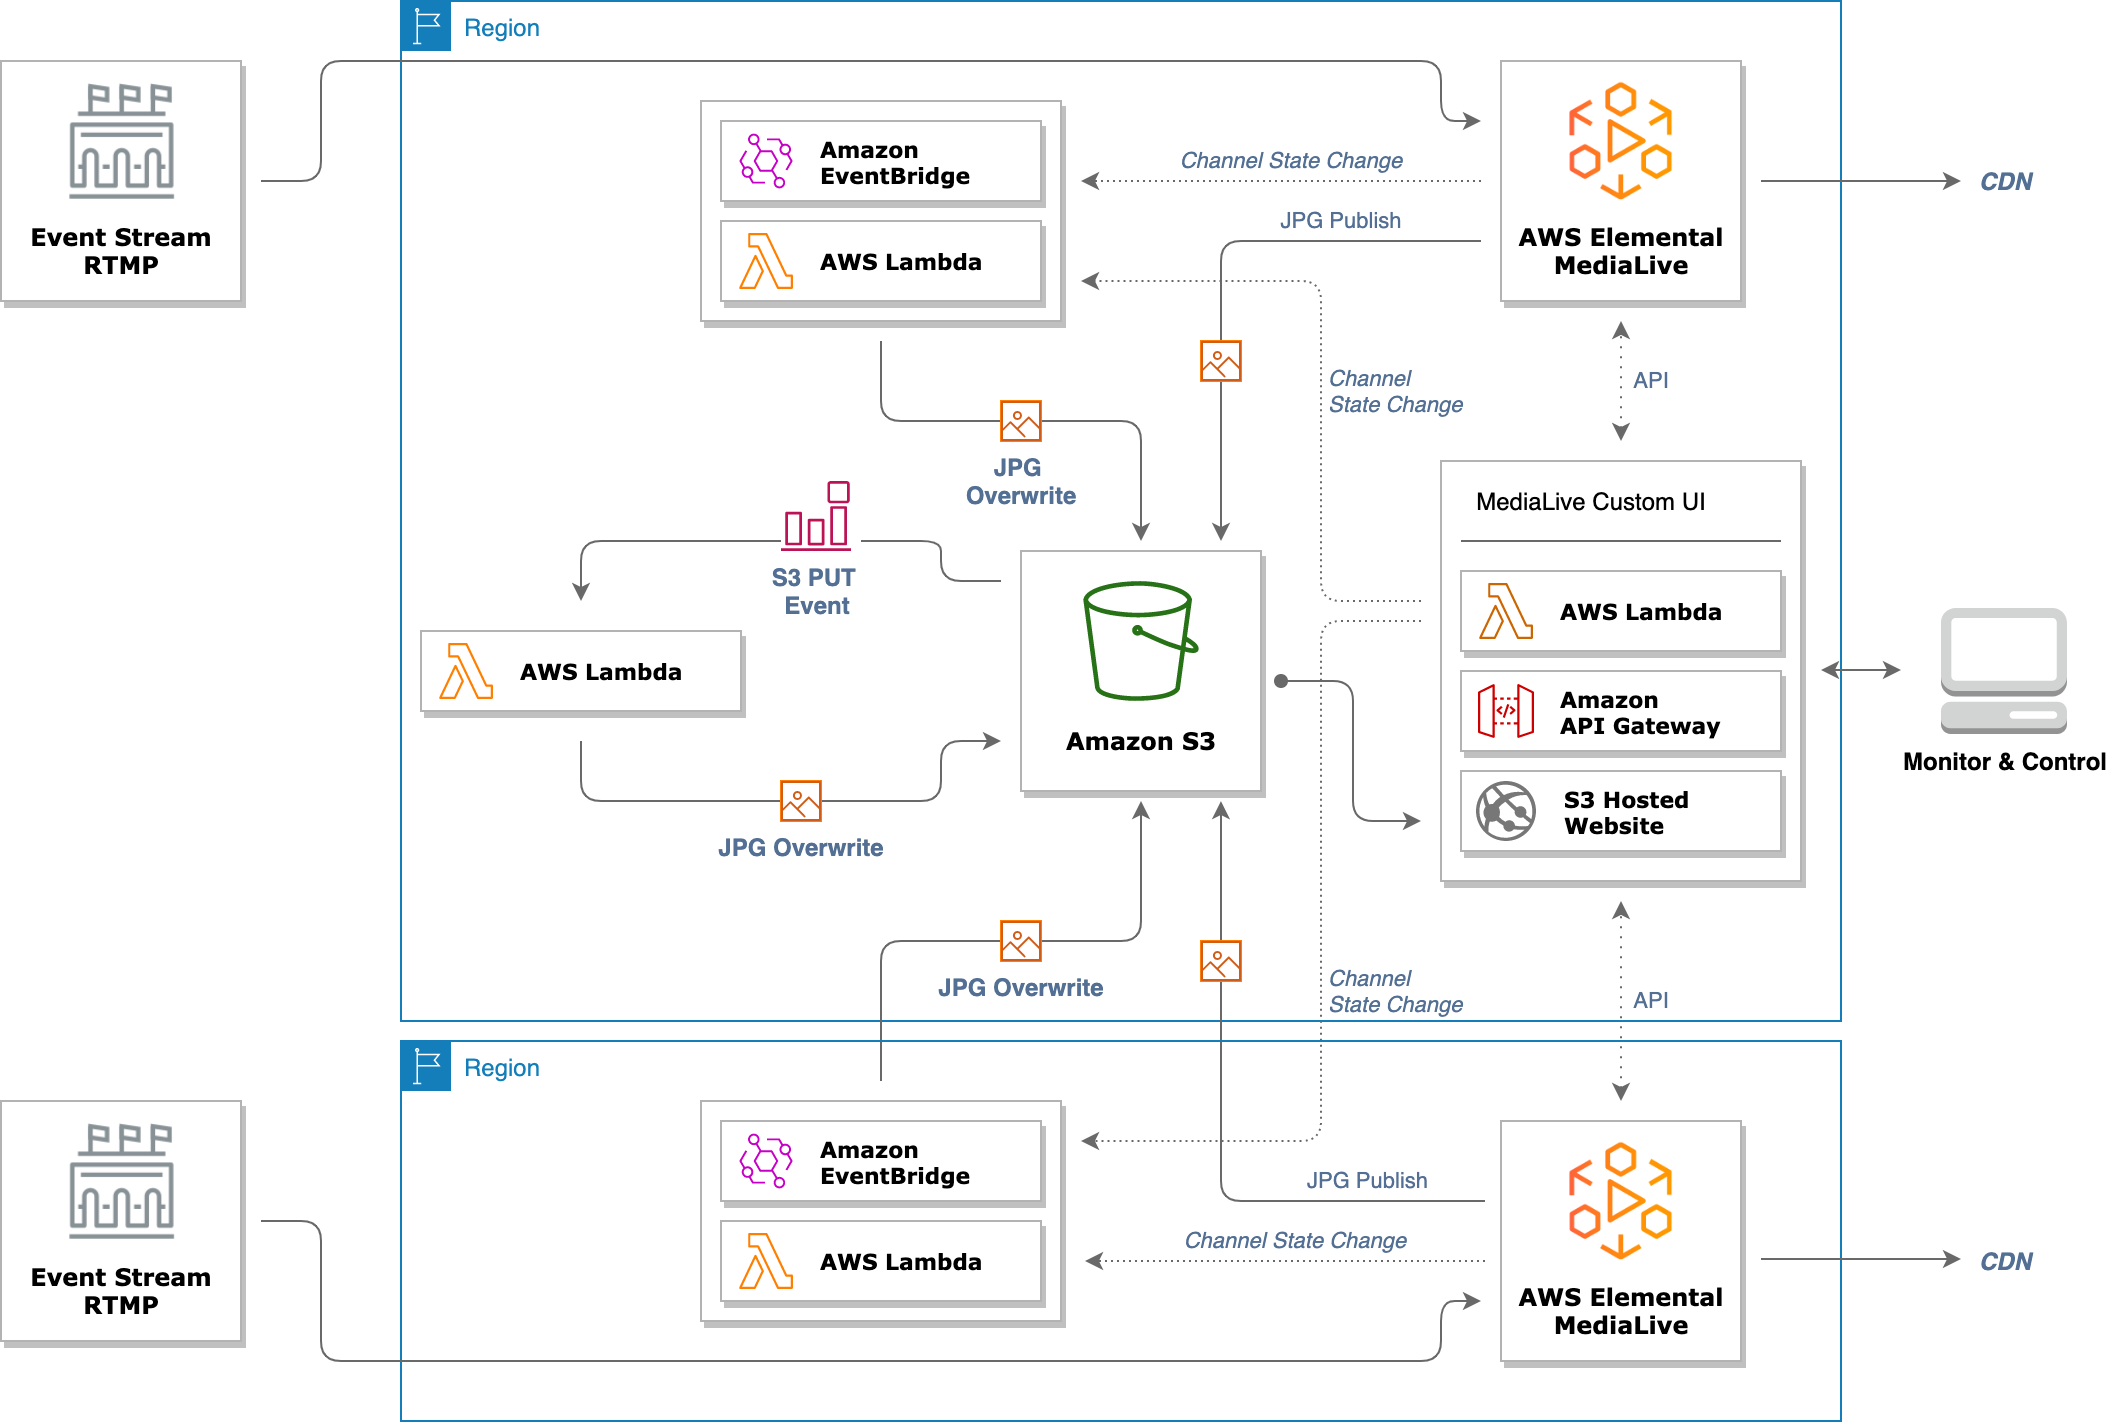 Region
Event Stream
RTMP
Amazon
EventBridge
AWS Lambda
Channel State Change
JPG Publish
AWS Elemental
MediaLive
CDN
Channel
State Change
API
JPG
Overwrite
S3 PUT
Event
AWS Lambda
JPG Overwrite
Amazon S3
MediaLive Custom UI
AWS Lambda
Amazon
API Gateway
S3 Hosted
Website
Monitor & Control
JPG Overwrite
Channel
State Change
API
Region
Event Stream
RTMP
Amazon
EventBridge
AWS Lambda
JPG Publish
Channel State Change
AWS Elemental
MediaLive
CDN